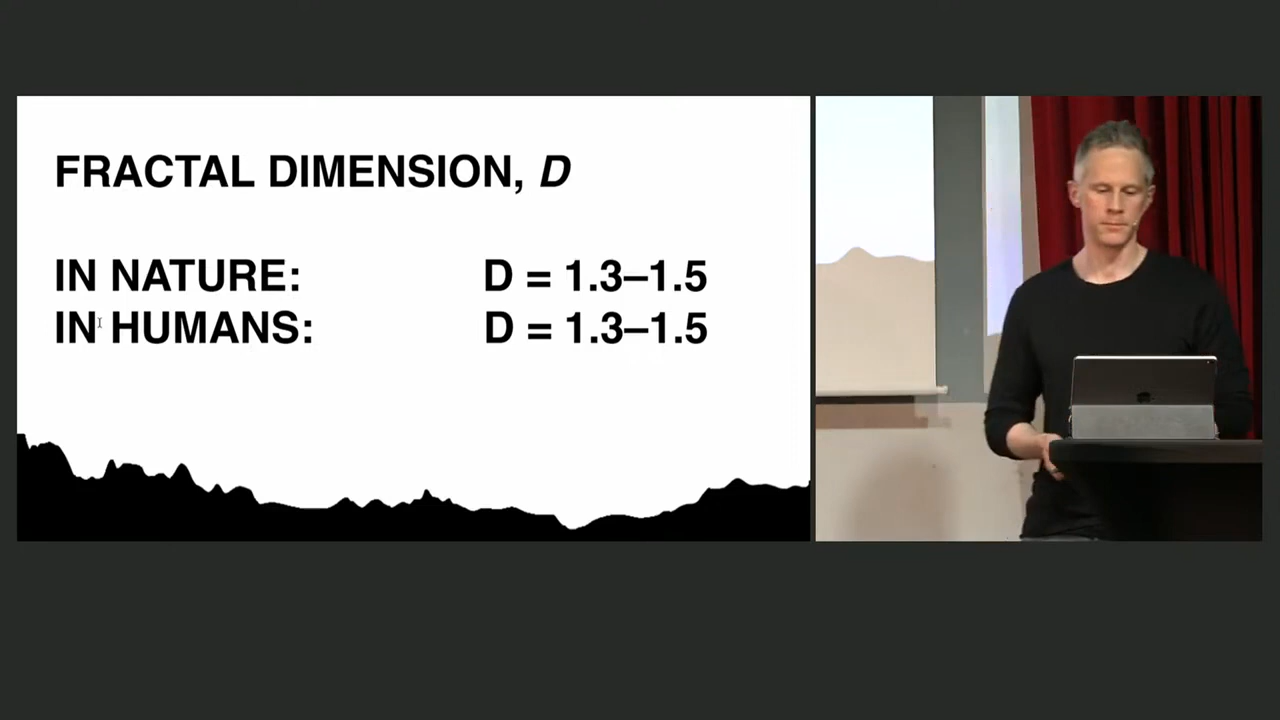 FRACTAL DIMENSION, D
IN NATURE: D = 1.3–1.5
IN HUMANS: D = 1.3–1.5